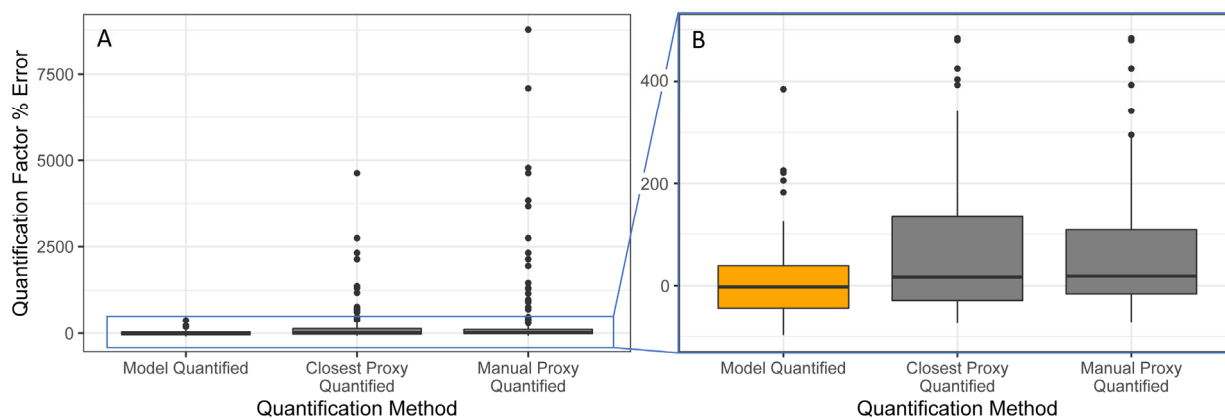 A
B
Quantification Factor % Error
7500
5000
2500
0
400
200
0
Model Quantified
Closest Proxy
Quantified
Manual Proxy
Quantified
Model Quantified
Closest Proxy
Quantified
Manual Proxy
Quantified
Quantification Method
Quantification Method